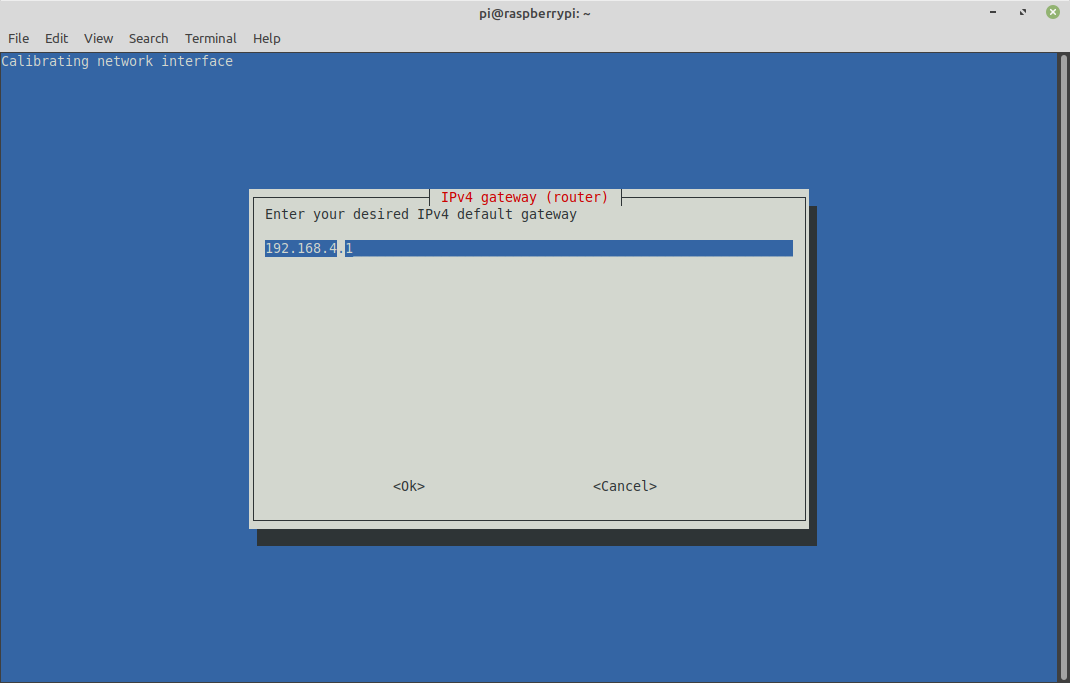 pi@raspberrypi: ~
File Edit View Search Terminal Help
Calibrating network interface
IPv4 gateway (router)
Enter your desired IPv4 default gateway
192.168.4.1
<Ok> <Cancel>